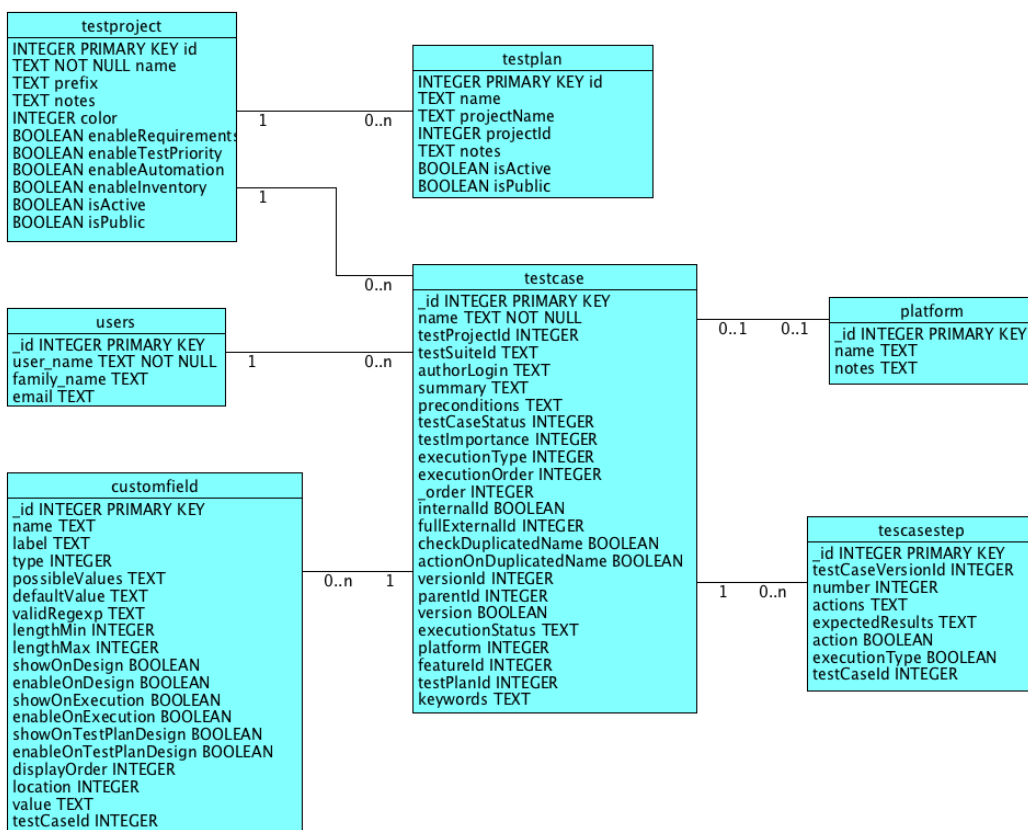 testproject
INTEGER PRIMARY KEY id
TEXT NOT NULL name
TEXT prefix
TEXT notes
INTEGER color
BOOLEAN enableRequirements
BOOLEAN enableTestPriority
BOOLEAN enableAutomation
BOOLEAN enableInventory
BOOLEAN isActive
BOOLEAN isPublic
1
0..n
testplan
INTEGER PRIMARY KEY id
TEXT name
TEXT projectName
INTEGER projectId
TEXT notes
BOOLEAN isActive
BOOLEAN isPublic
1
0..n
users
_id INTEGER PRIMARY KEY
user_name TEXT NOT NULL
family_name TEXT
email TEXT
1
0..n
testcase
_id INTEGER PRIMARY KEY
name TEXT NOT NULL
testProjectId INTEGER
testSuiteId TEXT
authorLogin TEXT
summary TEXT
preconditions TEXT
testCaseStatus INTEGER
testImportance INTEGER
executionType INTEGER
executionOrder INTEGER
_order INTEGER
internalId BOOLEAN
fullExternalId INTEGER
checkDuplicatedName BOOLEAN
actionOnDuplicatedName BOOLEAN
versionId INTEGER
parentId INTEGER
version BOOLEAN
executionStatus TEXT
platform INTEGER
featureId INTEGER
testPlanId INTEGER
keywords TEXT
0..1
0..1
platform
_id INTEGER PRIMARY KEY
name TEXT
notes TEXT
customfield
_id INTEGER PRIMARY KEY
name TEXT
label TEXT
type INTEGER
possibleValues TEXT
defaultValue TEXT
validRegexp TEXT
lengthMin INTEGER
lengthMax INTEGER
showOnDesign BOOLEAN
enableOnDesign BOOLEAN
showOnExecution BOOLEAN
enableOnExecution BOOLEAN
showOnTestPlanDesign BOOLEAN
enableOnTestPlanDesign BOOLEAN
displayOrder INTEGER
location INTEGER
value TEXT
testCaseId INTEGER
0..n
1
1
0..n
tescasestep
_id INTEGER PRIMARY KEY
testCaseVersionId INTEGER
number INTEGER
actions TEXT
expectedResults TEXT
action BOOLEAN
executionType BOOLEAN
testCaseId INTEGER